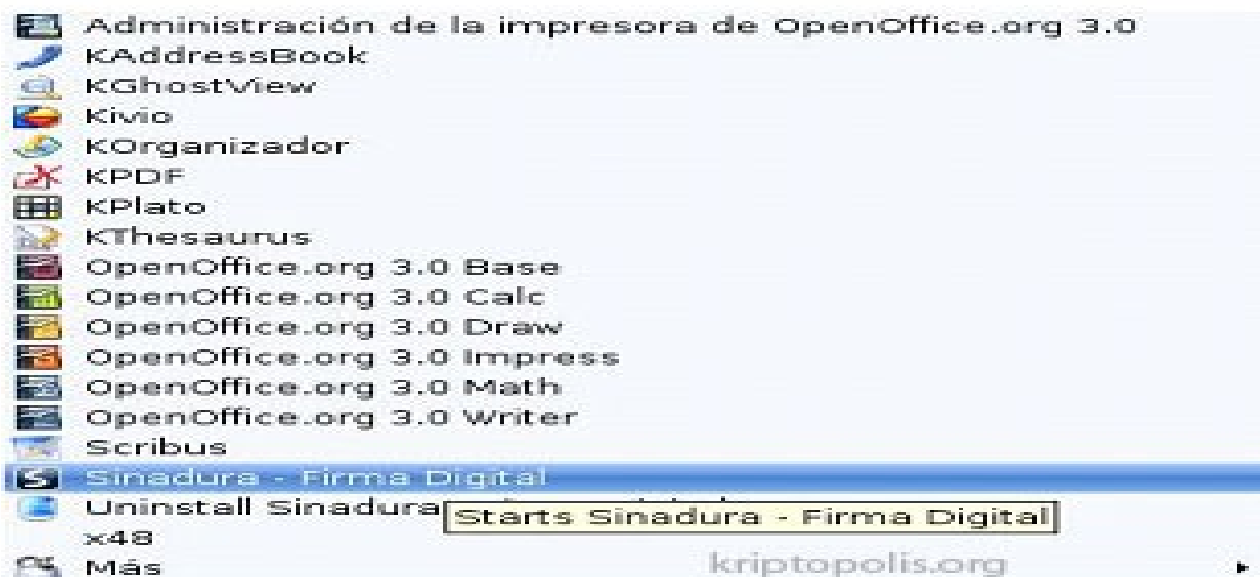 Administración de la impresora de OpenOffice.org 3.0
KAddressBook
KGhostView
Kivio
KOrganizador
KPDF
KPlato
KThesaurus
OpenOffice.org 3.0 Base
OpenOffice.org 3.0 Calc
OpenOffice.org 3.0 Draw
OpenOffice.org 3.0 Impress
OpenOffice.org 3.0 Math
OpenOffice.org 3.0 Writer
Scribus
Sinadura - Firma Digital
Uninstall Sinadura
Starts Sinadura - Firma Digital
x48
Más
kriptopolis.org